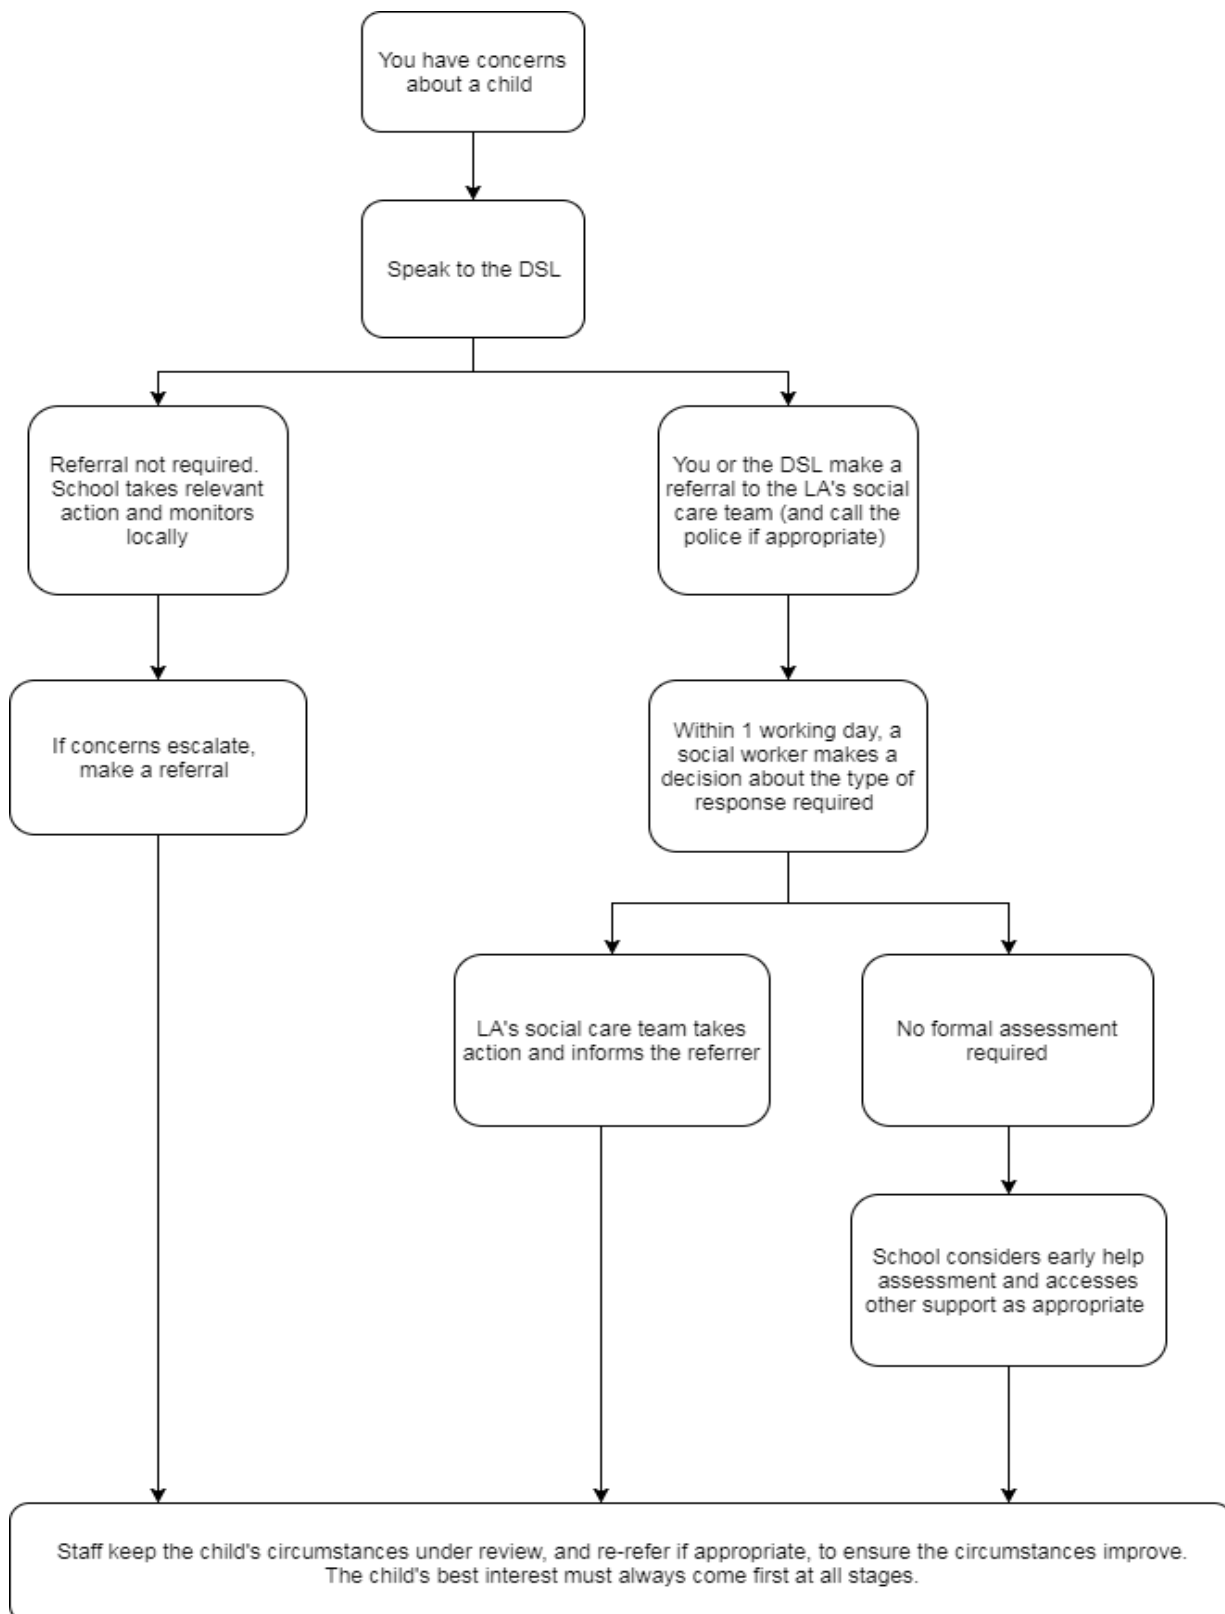 You have concerns
about a child
Speak to the DSL
Referral not required.
School takes relevant
action and monitors
locally
You or the DSL make a
referral to the LA's social
care team (and call the
police if appropriate)
If concerns escalate,
make a referral
Within 1 working day, a
social worker makes a
decision about the type of
response required
LA's social care team takes
action and informs the referrer
No formal assessment
required
School considers early help
assessment and accesses
other support as appropriate
Staff keep the child's circumstances under review, and re-refer if appropriate, to ensure the circumstances improve.
The child's best interest must always come first at all stages.